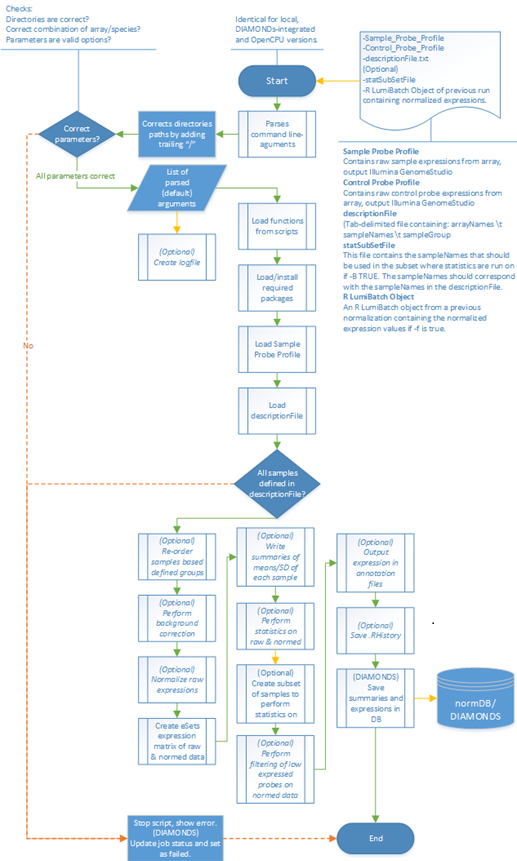 Checks:
Directories are correct?
Correct combination of array/species?
Parameters are valid options?
Identical for local,
DIAMONDs-integrated
and OpenCPU versions.
-Sample_Probe_Profile
-Control_Probe_Profile
-descriptionFile.txt
(Optional)
-statSubSetFile
-R LumiBatch Object of previous run
containing normalized expressions.
Start
Parses
command line-
aguments
Corrects directories
paths by adding
trailing “/”
Correct
parameters?
All parameters correct
List of
parsed
(default)
arguments
(Optional)
Create logfile
Load functions
from scripts
Load/install
required
packages
Load Sample
Probe Profile
Load
descriptionFile
Sample Probe Profile
Contains raw sample expressions from array,
output Illumina GenomeStudio
Control Probe Profile
Contains raw control probe expressions from
array, output Illumina GenomeStudio
descriptionFile
(Tab-delimited file containing: arrayNames \t
sampleNames \t sampleGroup
statSubSetFile
This file contains the sampleNames that should
be used in the subset where statistics are run on
if -B TRUE. The sampleNames should correspond
with the sampleNames in the descriptionFile.
R LumiBatch Object
An R LumiBatch object from a previous
normalization containing the normalized
expression values if -f is true.
No
All samples
defined in
descriptionFile?
(Optional)
Re-order
samples based
defined groups
(Optional)
Perform
background
correction
(Optional)
Normalize raw
expressions
Create eSets
expression
matrix of raw
& normed data
(Optional)
Write
summaries of
means/SD of
each sample
(Optional)
Perform
statistics on
raw & normed
(Optional)
Create subset
of samples to
perform
statistics on
(Optional)
Perform
filtering of low
expressed
probes on
normed data
(Optional)
Output
expression in
annotation
files
(Optional)
Save .RHistory
(DIAMONDS)
Save
summaries and
expressions in
DB
normDB/
DIAMONDS
Stop script, show error.
(DIAMONDS)
Update job status and set
as failed.
End